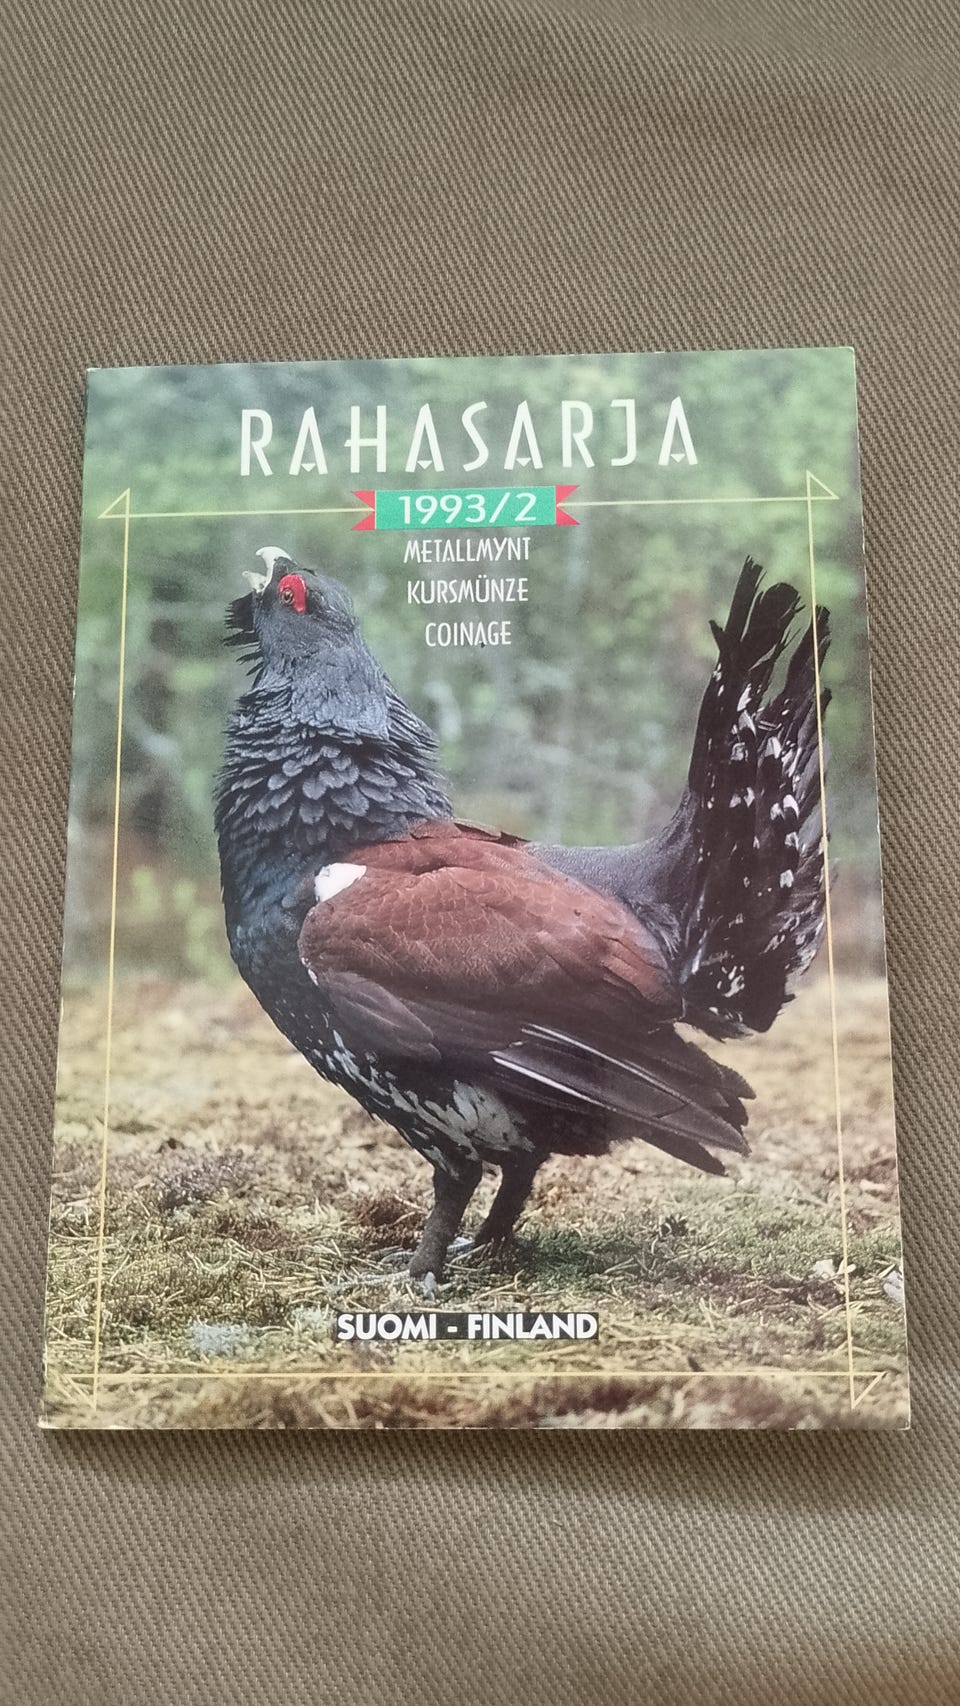 RAHASARJA
1993/2
METALLMYNT
KURSMÜNZE
COINAGE
SUOMI - FINLAND